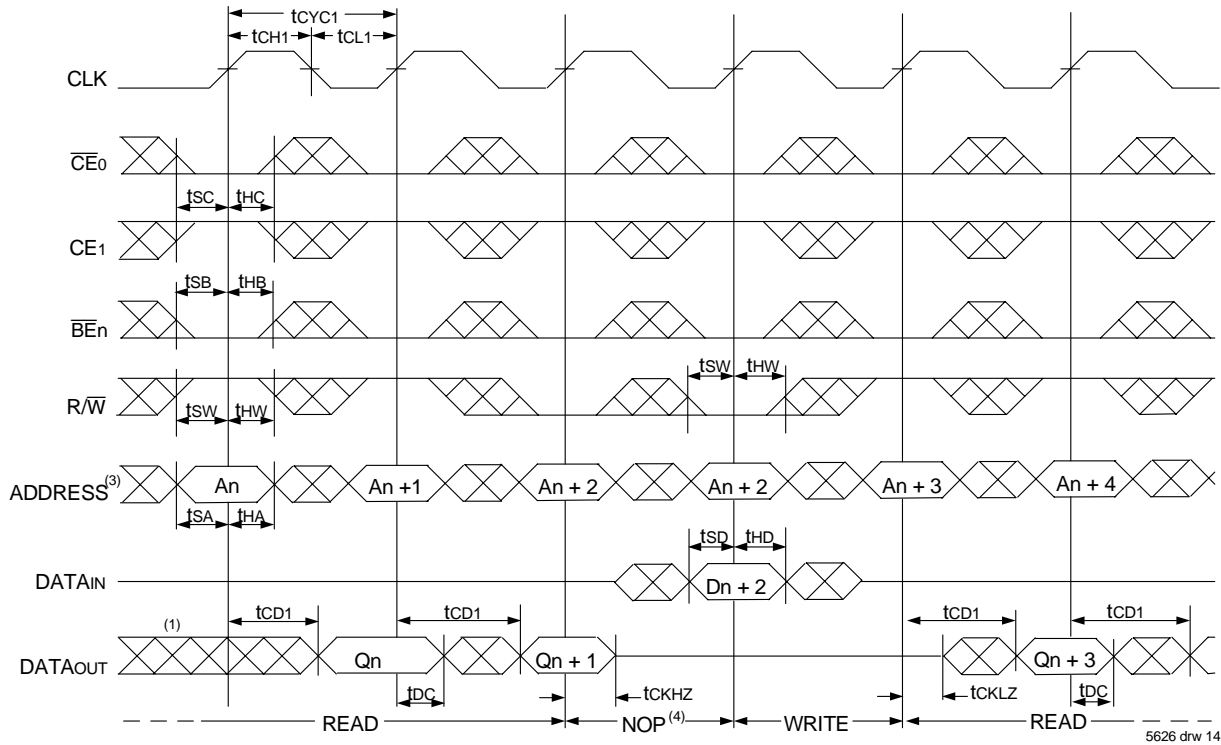 tCYC1
tCH1 tCL1
CLK
CE0
tSC tHC
CE1
tSB tHB
BEn
tSW tHW
R/W
tSW tHW
ADDRESS(3) An An +1 An + 2 An + 2 An + 3 An + 4
tSA tHA
tSD tHD
DATAIN Dn + 2
tCD1 tCD1 tCD1 tCD1
(1)
DATAOUT Qn Qn + 1 Qn + 3
tDC tCKHZ tCKLZ tDC
READ NOP(4) WRITE READ
5626 drw 14